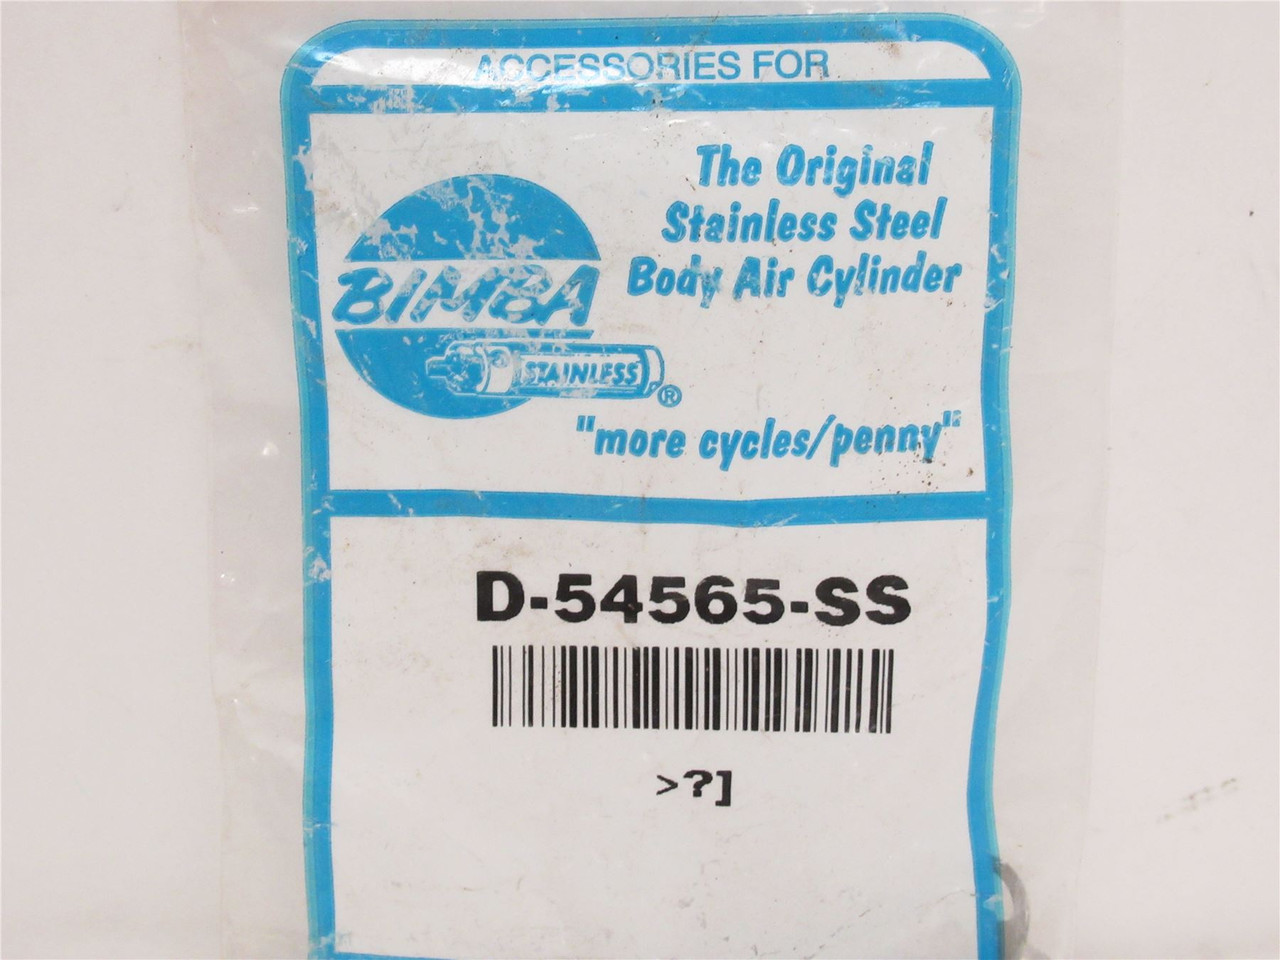 ACCESSORIES FOR
The Original
Stainless Steel
Body Air Cylinder
BIMBA
STAINLESS
®
"more cycles/penny"
D-54565-SS
>?]